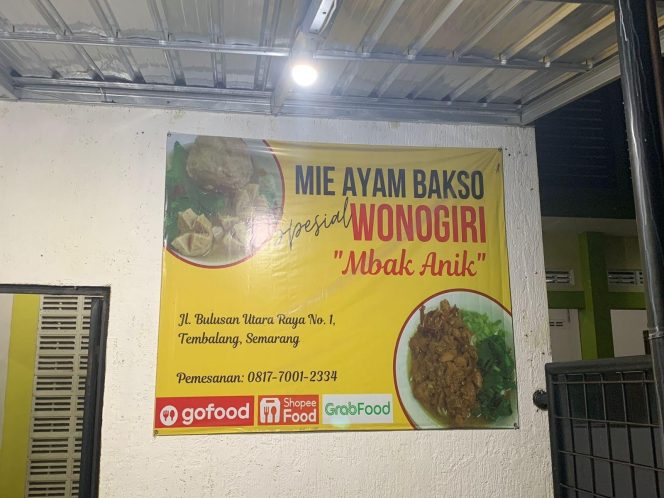 MIE AYAM BAKSO
spesial WONOGIRI
"Mbak Anik"
Jl. Bulusan Utara Raya No. 1,
Tembalang, Semarang
Pemesanan: 0817-7001-2334
gofood
Shopee
Food
GrabFood